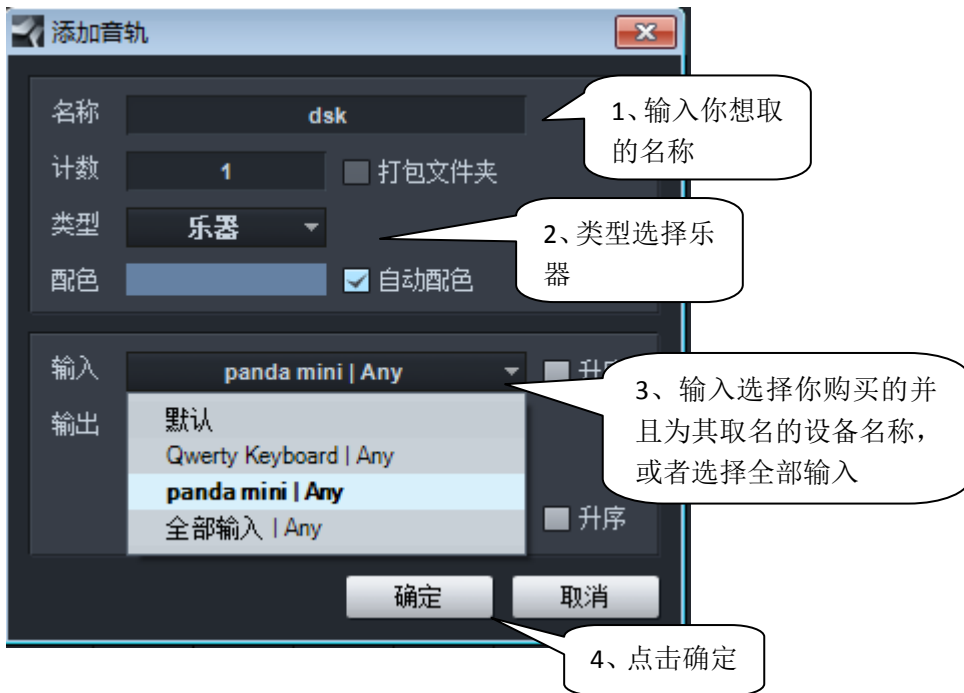 添加音轨
名称
dsk
1、输入你想取
的名称
计数
1
打包文件夹
类型
乐器
2、类型选择乐
器
配色
自动配色
输入
panda mini | Any
升序
3、输入选择你购买的并
且为其取名的设备名称，
或者选择全部输入
输出
默认
Qwerty Keyboard | Any
panda mini | Any
全部输入 | Any
升序
确定
取消
4、点击确定